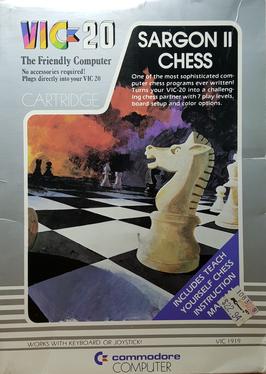 VIC-20
The Friendly Computer
No accessories required!
Plugs directly into your VIC 20
CARTRIDGE
SARGON II
CHESS
One of the most sophisticated com-
puter chess programs ever written!
Turns your VIC-20 into a challeng-
ing chess partner with 7 play levels,
board setup and color options.
INCLUDES TEACH
YOURSELF CHESS
INSTRUCTION
WORKS WITH KEYBOARD OR JOYSTICK!
VIC 1919
commodore
COMPUTER